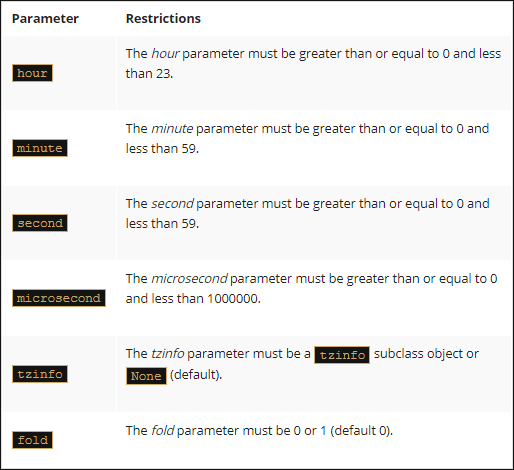 Parameter Restrictions
hour The hour parameter must be greater than or equal to 0 and less
than 23.
minute The minute parameter must be greater than or equal to 0 and
less than 59.
second The second parameter must be greater than or equal to 0 and
less than 59.
microsecond The microsecond parameter must be greater than or equal to 0
and less than 1000000.
tzinfo The tzinfo parameter must be a tzinfo subclass object or
None (default).
fold The fold parameter must be 0 or 1 (default 0).